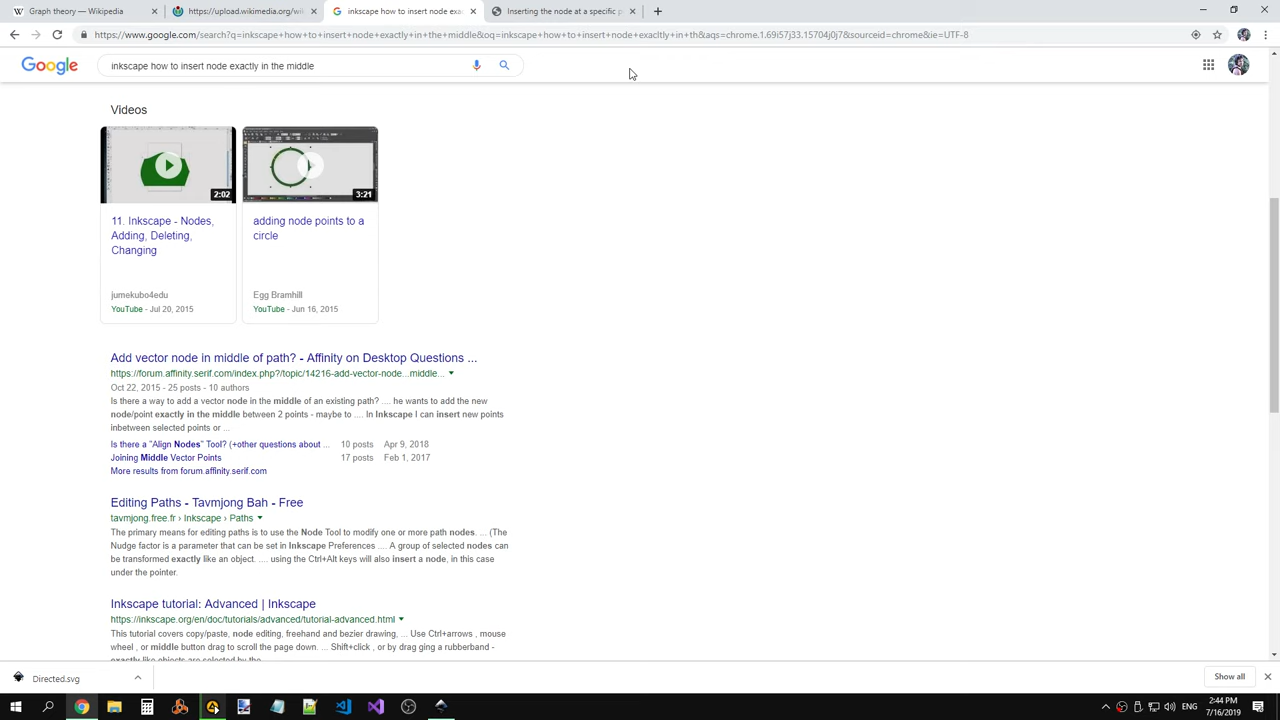 Graph theory — Wikipedia
https://upload.wikimedia.org/wi
inkscape how to insert node exa
Inserting the node at a specific p
https://www.google.com/search?q=inkscape+how+to+insert+node+exactly+in+the+middle&oq=inkscape+how+to+insert+node+exacltly+in+th&aqs=chrome.1.69i57j33.15704j0j7&sourceid=chrome&ie=UTF-8
Google
inkscape how to insert node exactly in the middle
Videos
2:02
3:21
11. Inkscape - Nodes,
Adding, Deleting,
Changing
adding node points to a
circle
jumekubo4edu
Egg Bramhill
YouTube - Jul 20, 2015
YouTube - Jun 16, 2015
Add vector node in middle of path? - Affinity on Desktop Questions ...
https://forum.affinity.serif.com/index.php?/topic/14216-add-vector-node...middle...
Oct 22, 2015 - 25 posts - 10 authors
Is there a way to add a vector node in the middle of an existing path? .... he wants to add the new
node/point exactly in the middle between 2 points - maybe to .... In Inkscape I can insert new points
inbetween selected points or ...
Is there a "Align Nodes" Tool? (+other questions about ... 10 posts Apr 9, 2018
Joining Middle Vector Points 17 posts Feb 1, 2017
More results from forum.affinity.serif.com
Editing Paths - Tavmjong Bah - Free
tavmjong.free.fr › Inkscape › Paths
The primary means for editing paths is to use the Node Tool to modify one or more path nodes. ... (The
Nudge factor is a parameter that can be set in Inkscape Preferences .... A group of selected nodes can
be transformed exactly like an object. .... using the Ctrl+Alt keys will also insert a node, in this case
under the pointer.
Inkscape tutorial: Advanced | Inkscape
https://inkscape.org/en/doc/tutorials/advanced/tutorial-advanced.html
This tutorial covers copy/paste, node editing, freehand and bezier drawing, ... Use Ctrl+arrows , mouse
wheel , or middle button drag to scroll the page down. ... Shift+click , or by drag ging a rubberband -
exactly like objects are selected by the
Directed.svg
Show all
ENG
2:44 PM
7/16/2019